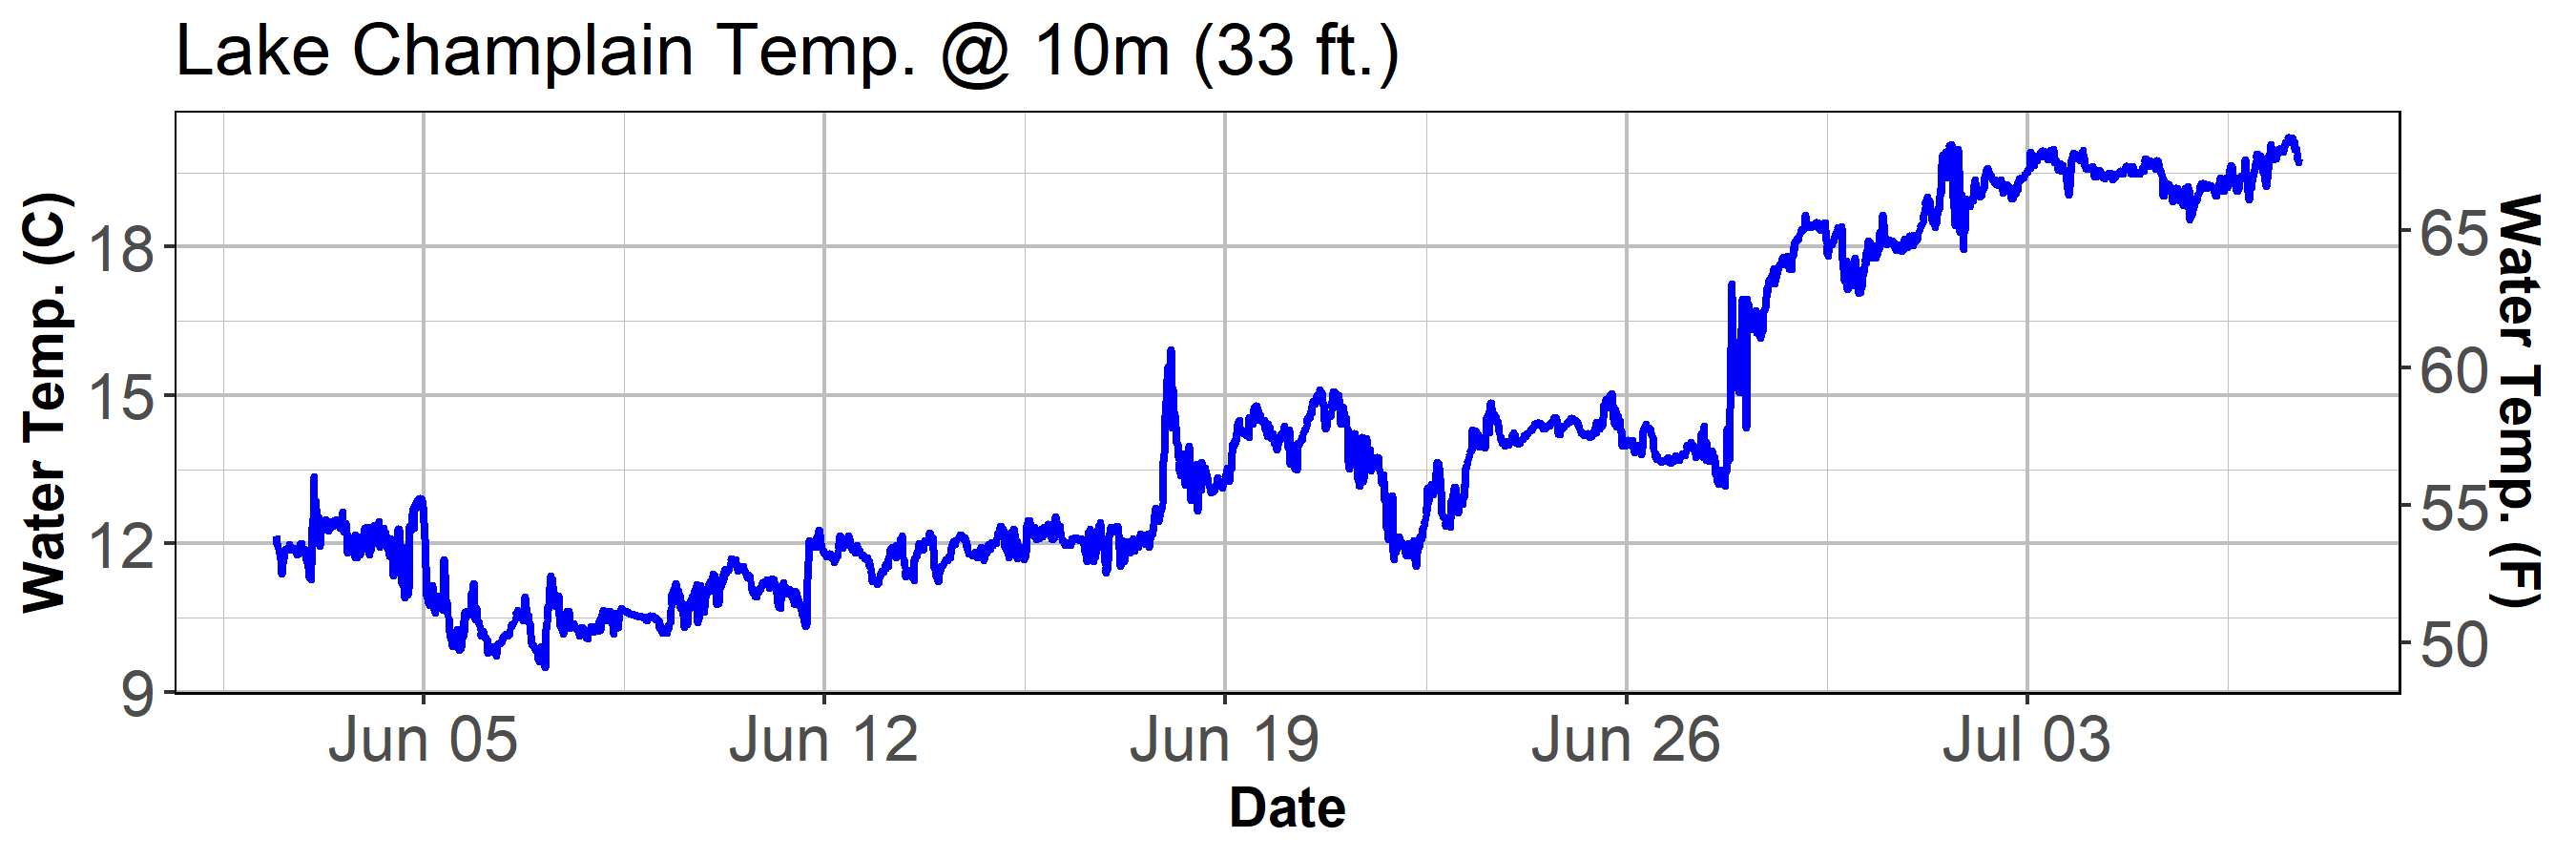 Lake Champlain Temp. @ 10m (33 ft.)
Water Temp. (C)
18
15
12
9
65
60
55
50
Water Temp. (F)
Jun 05
Jun 12
Jun 19
Jun 26
Jul 03
Date